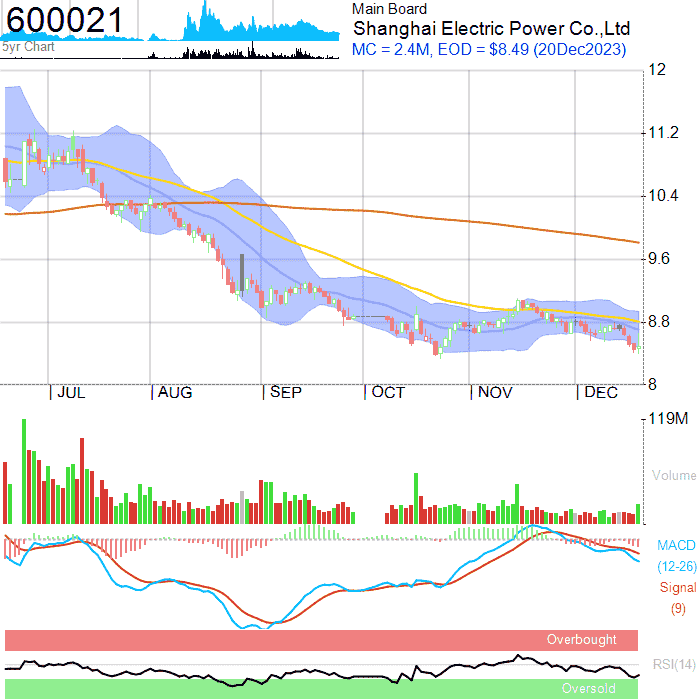 600021
5yr Chart
Main Board
Shanghai Electric Power Co.,Ltd
MC = 2.4M, EOD = $8.49 (20Dec2023)
12
11.2
10.4
9.6
8.8
8
JUL AUG SEP OCT NOV DEC
119M
Volume
MACD
(12-26)
Signal
(9)
Overbought
RSI(14)
Oversold